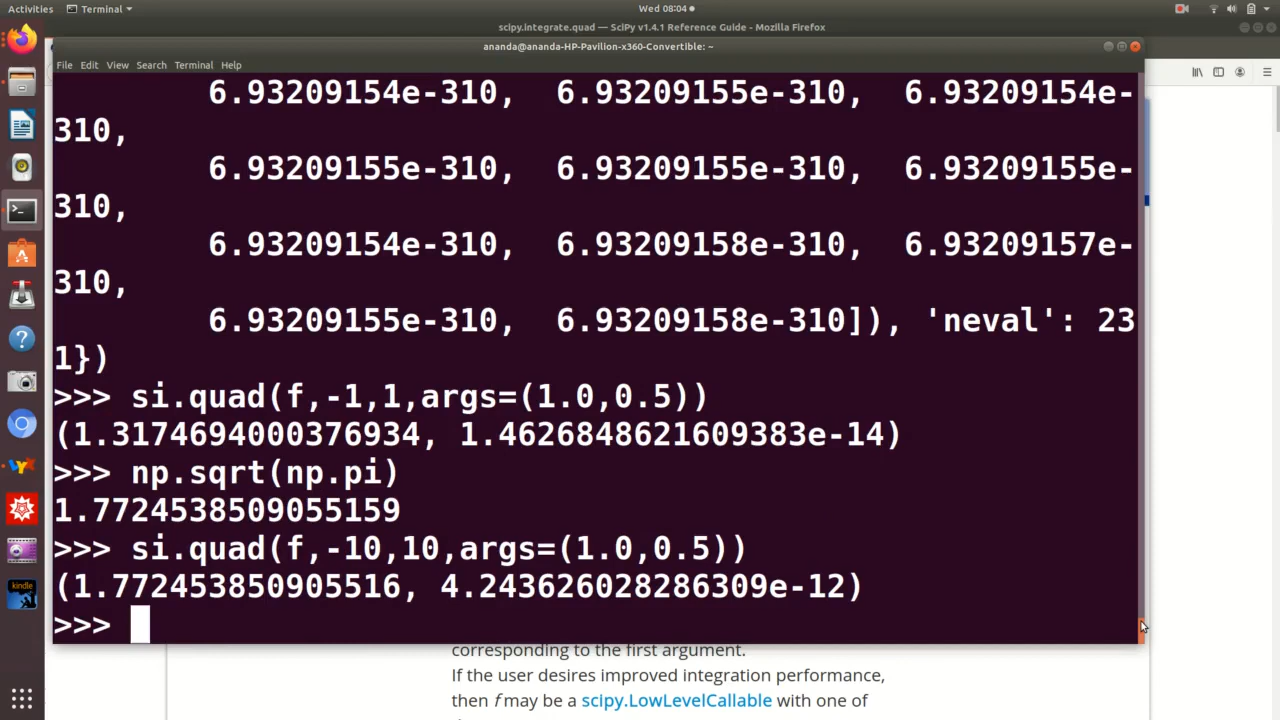 Activities Terminal Wed 08:04
scipy.integrate.quad — SciPy v1.4.1 Reference Guide - Mozilla Firefox
ananda@ananda-HP-Pavilion-x360-Convertible: ~
File Edit View Search Terminal Help
6.93209154e-310, 6.93209155e-310, 6.93209154e-
310,
6.93209155e-310, 6.93209155e-310, 6.93209155e-
310,
6.93209154e-310, 6.93209158e-310, 6.93209157e-
310,
6.93209155e-310, 6.93209158e-310]), 'neval': 23
1})
>>> si.quad(f,-1,1,args=(1.0,0.5))
(1.3174694000376934, 1.4626848621609383e-14)
>>> np.sqrt(np.pi)
1.7724538509055159
>>> si.quad(f,-10,10,args=(1.0,0.5))
(1.772453850905516, 4.243626028286309e-12)
>>>
kindle
corresponding to the first argument.
If the user desires improved integration performance,
then f may be a scipy.LowLevelCallable with one of